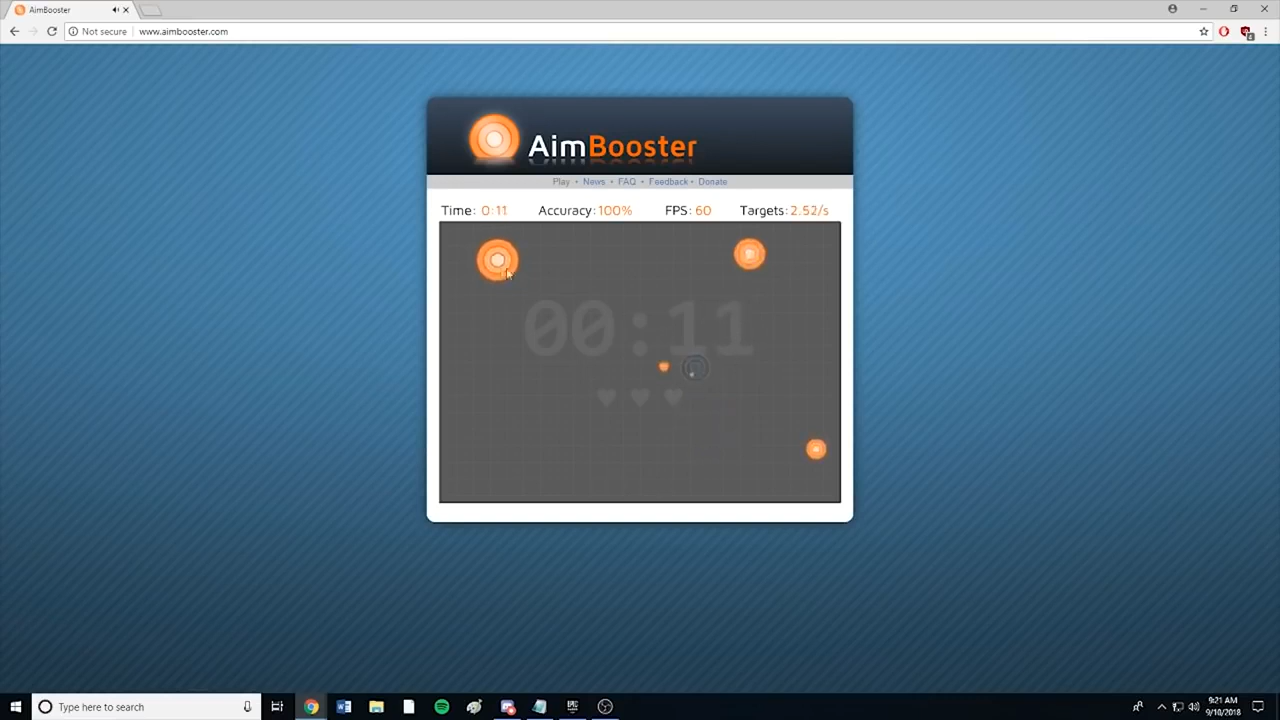 AimBooster
Not secure www.aimbooster.com
AimBooster
Play • News • FAQ • Feedback • Donate
Time: 0:11 Accuracy: 100% FPS: 60 Targets: 2.52/s
00:11
Type here to search
9:21 AM
9/10/2018